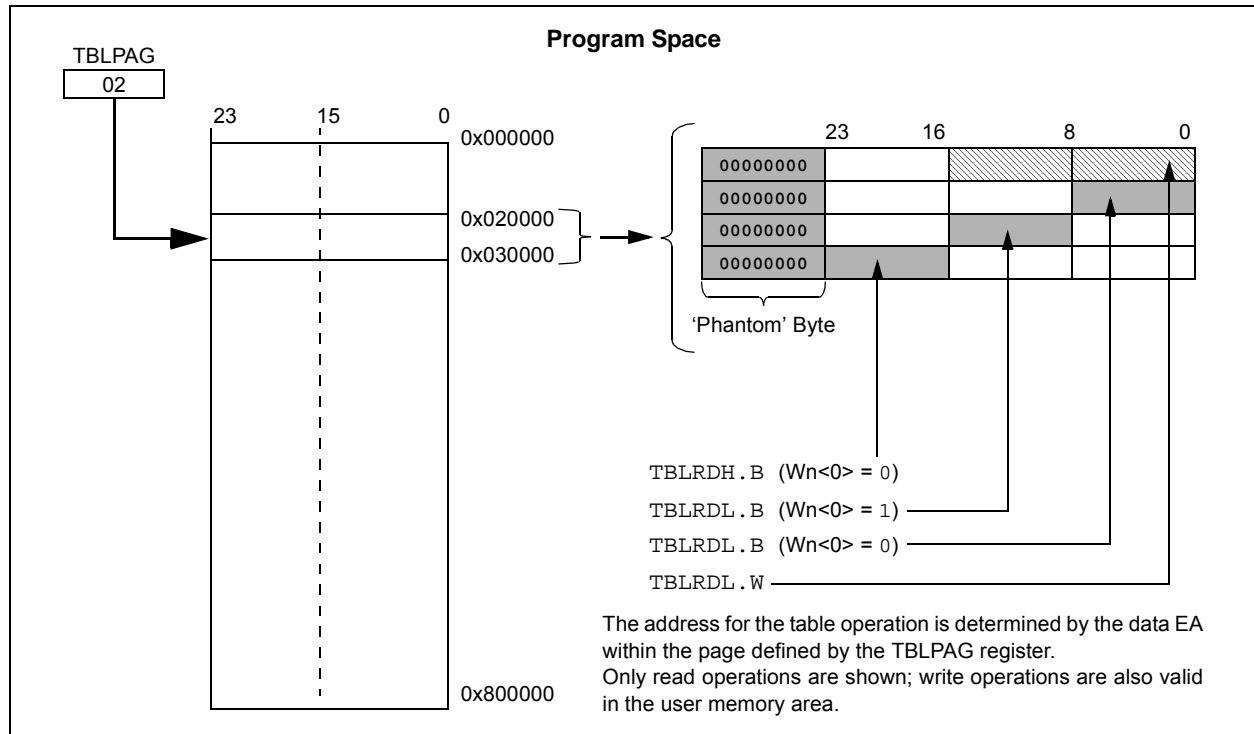 Program Space
TBLPAG
02
23 15 0
0x000000
0x020000
0x030000
0x800000
23 16 8 0
00000000
00000000
00000000
00000000
‘Phantom’ Byte
TBLRDH.B (Wn<0> = 0)
TBLRDL.B (Wn<0> = 1)
TBLRDL.B (Wn<0> = 0)
TBLRDL.W
The address for the table operation is determined by the data EA
within the page defined by the TBLPAG register.
Only read operations are shown; write operations are also valid
in the user memory area.